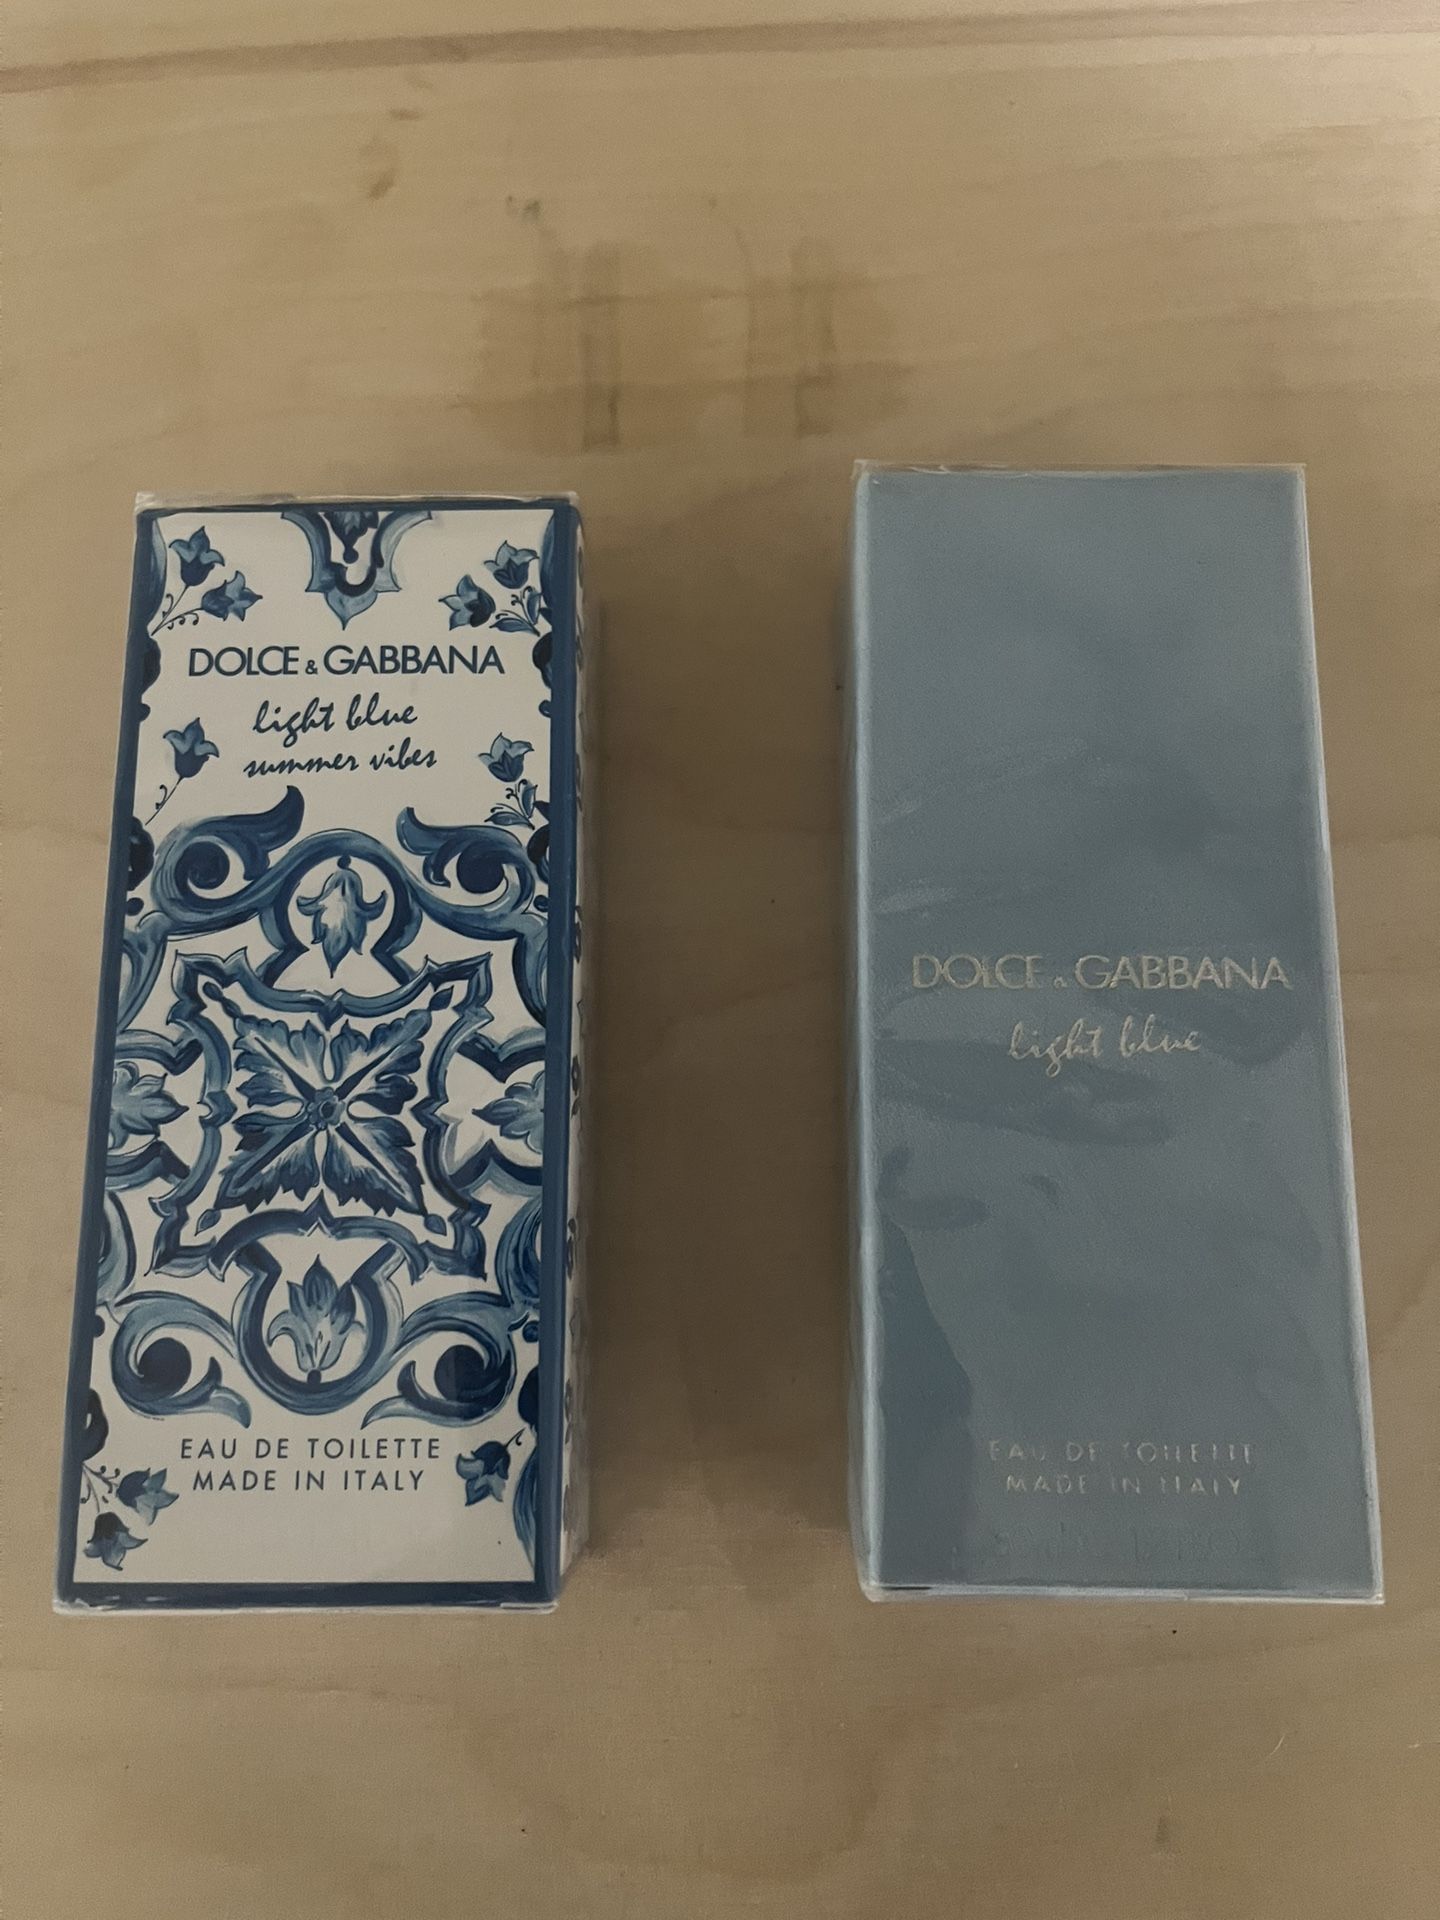 DOLCE & GABBANA
light blue
summer vibes
EAU DE TOILETTE
MADE IN ITALY
DOLCE & GABBANA
light blue
EAU DE TOILETTE
MADE IN ITALY